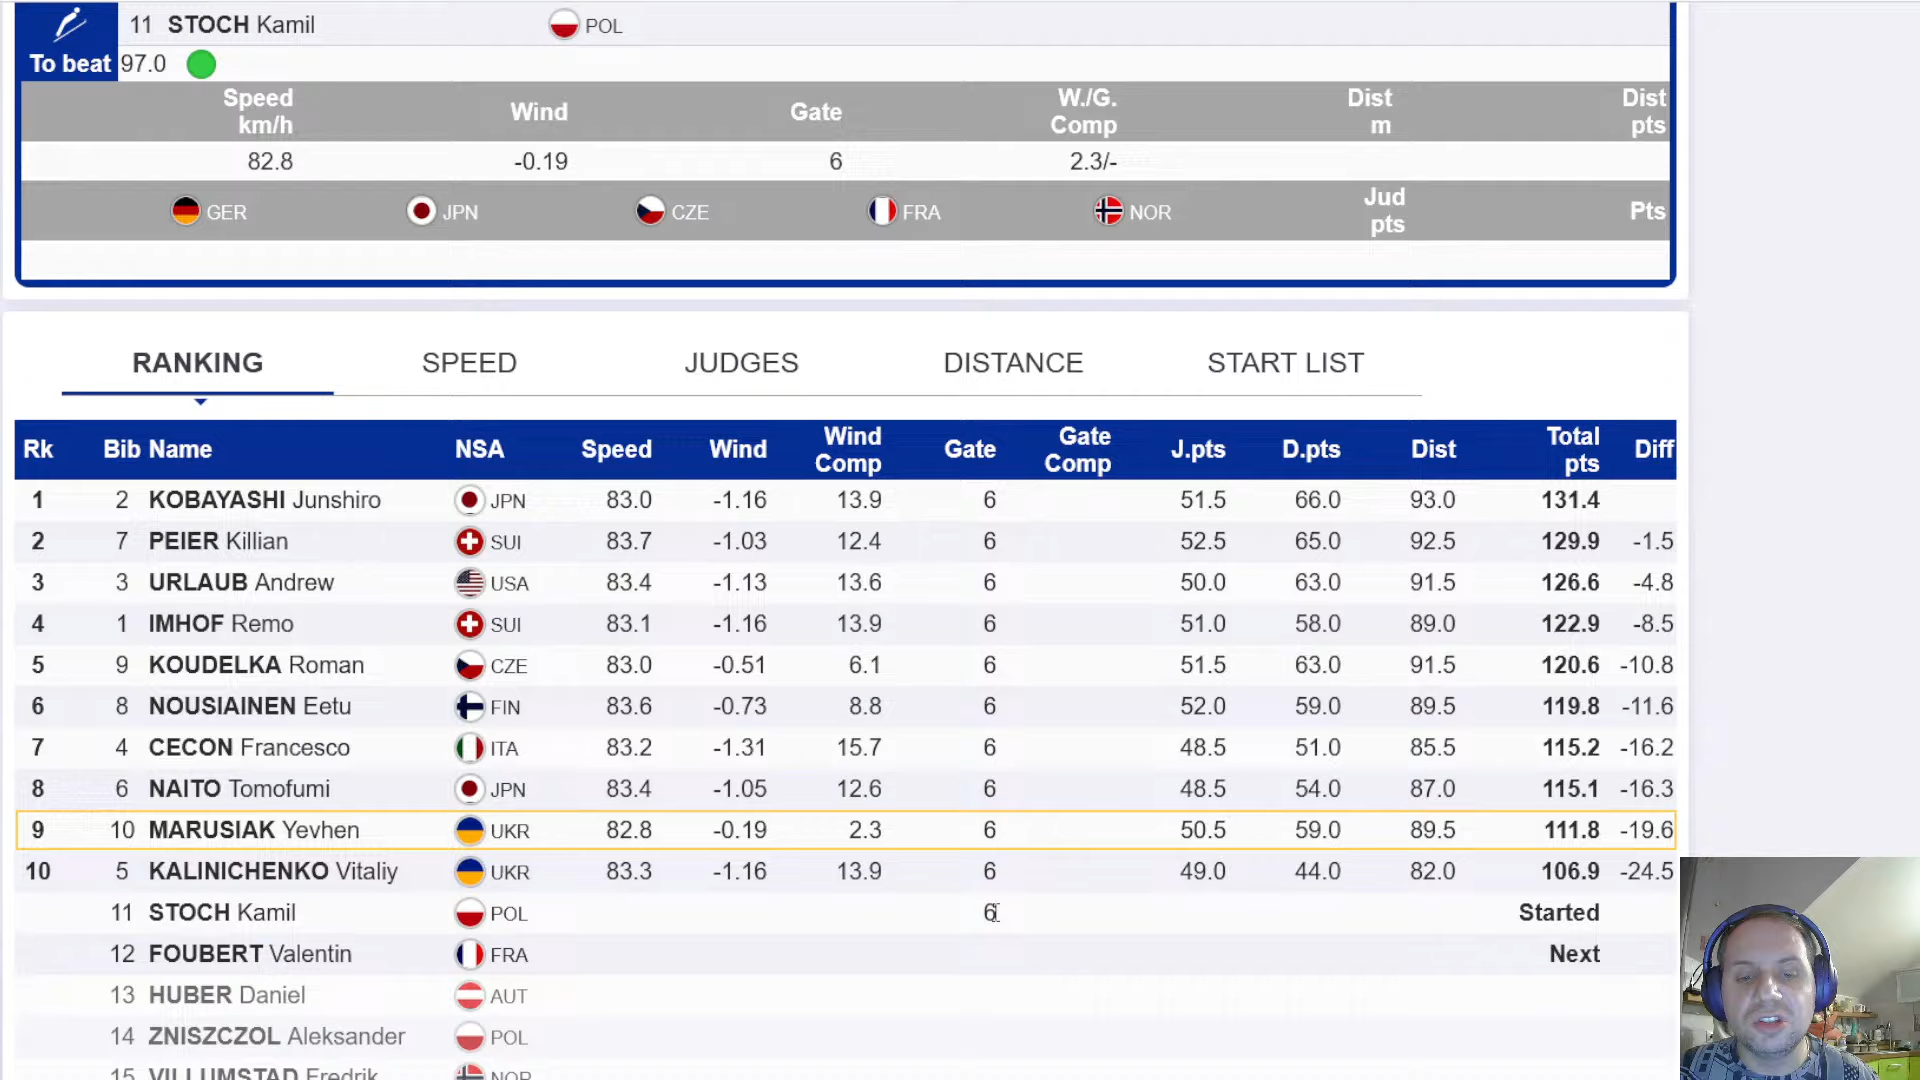 11 STOCH Kamil POL
To beat 97.0
Speed km/h Wind Gate W./G. Comp Dist m Dist pts
82.8 -0.19 6 2.3/-
GER JPN CZE FRA NOR Jud pts Pts
RANKING SPEED JUDGES DISTANCE START LIST
Rk Bib Name NSA Speed Wind Wind Comp Gate Gate Comp J.pts D.pts Dist Total pts Diff
1 2 KOBAYASHI Junshiro JPN 83.0 -1.16 13.9 6 51.5 66.0 93.0 131.4
2 7 PEIER Killian SUI 83.7 -1.03 12.4 6 52.5 65.0 92.5 129.9 -1.5
3 3 URLAUB Andrew USA 83.4 -1.13 13.6 6 50.0 63.0 91.5 126.6 -4.8
4 1 IMHOF Remo SUI 83.1 -1.16 13.9 6 51.0 58.0 89.0 122.9 -8.5
5 9 KOUDELKA Roman CZE 83.0 -0.51 6.1 6 51.5 63.0 91.5 120.6 -10.8
6 8 NOUSIAINEN Eetu FIN 83.6 -0.73 8.8 6 52.0 59.0 89.5 119.8 -11.6
7 4 CECON Francesco ITA 83.2 -1.31 15.7 6 48.5 51.0 85.5 115.2 -16.2
8 6 NAITO Tomofumi JPN 83.4 -1.05 12.6 6 48.5 54.0 87.0 115.1 -16.3
9 10 MARUSIAK Yevhen UKR 82.8 -0.19 2.3 6 50.5 59.0 89.5 111.8 -19.6
10 5 KALINICHENKO Vitaliy UKR 83.3 -1.16 13.9 6 49.0 44.0 82.0 106.9 -24.5
11 STOCH Kamil POL 6 Started
12 FOUBERT Valentin FRA Next
13 HUBER Daniel AUT
14 ZNISZCZOL Aleksander POL
15 VILLUMSTAD Fredrik NOR